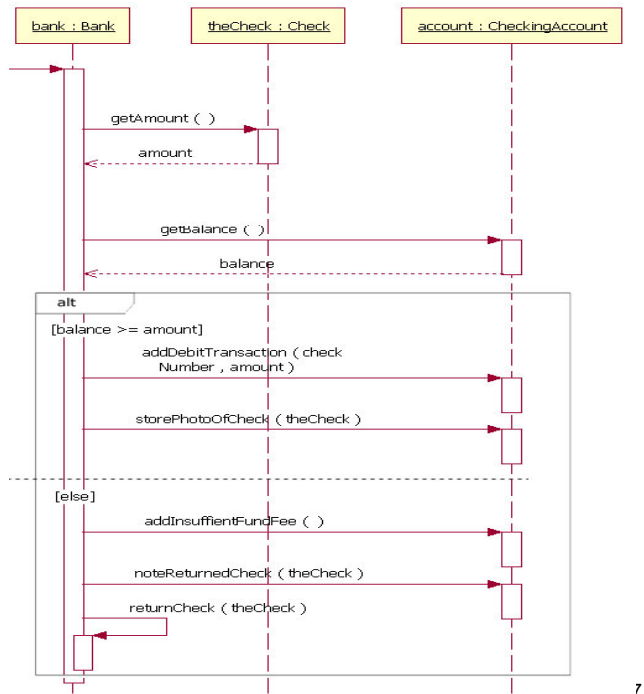 bank : Bank
theCheck : Check
account : CheckingAccount
getAmount ( )
amount
getBalance ( )
balance
alt
[balance >= amount]
addDebitTransaction ( check
Number , amount )
storePhotoOfCheck ( theCheck )
[else]
addInsuffientFundFee ( )
noteReturnedCheck ( theCheck )
returnCheck ( theCheck )
7